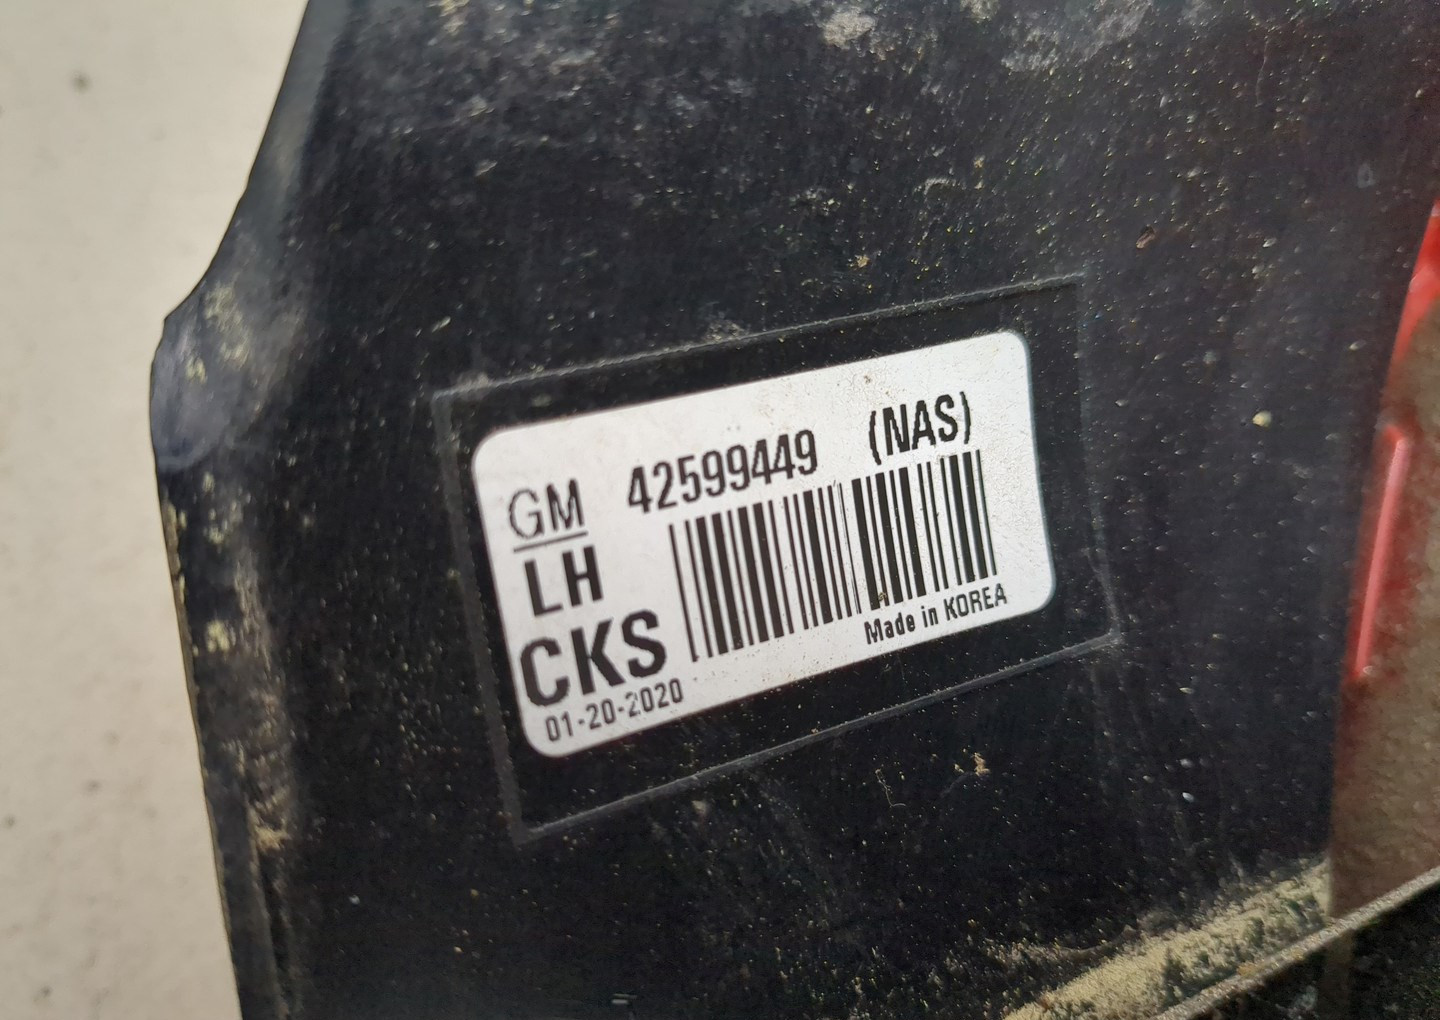 GM 42599449 (NAS)
LH
CKS
Made in KOREA
01-20-2020